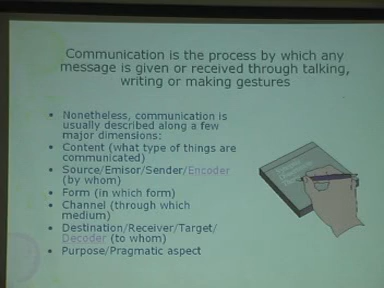 Communication is the process by which any
message is given or received through talking,
writing or making gestures
• Nonetheless, communication is
usually described along a few
major dimensions:
• Content (what type of things are
communicated)
• Source/Emisor/Sender/Encoder
(by whom)
• Form (in which form)
• Channel (through which
medium)
• Destination/Receiver/Target/
Decoder (to whom)
• Purpose/Pragmatic aspect